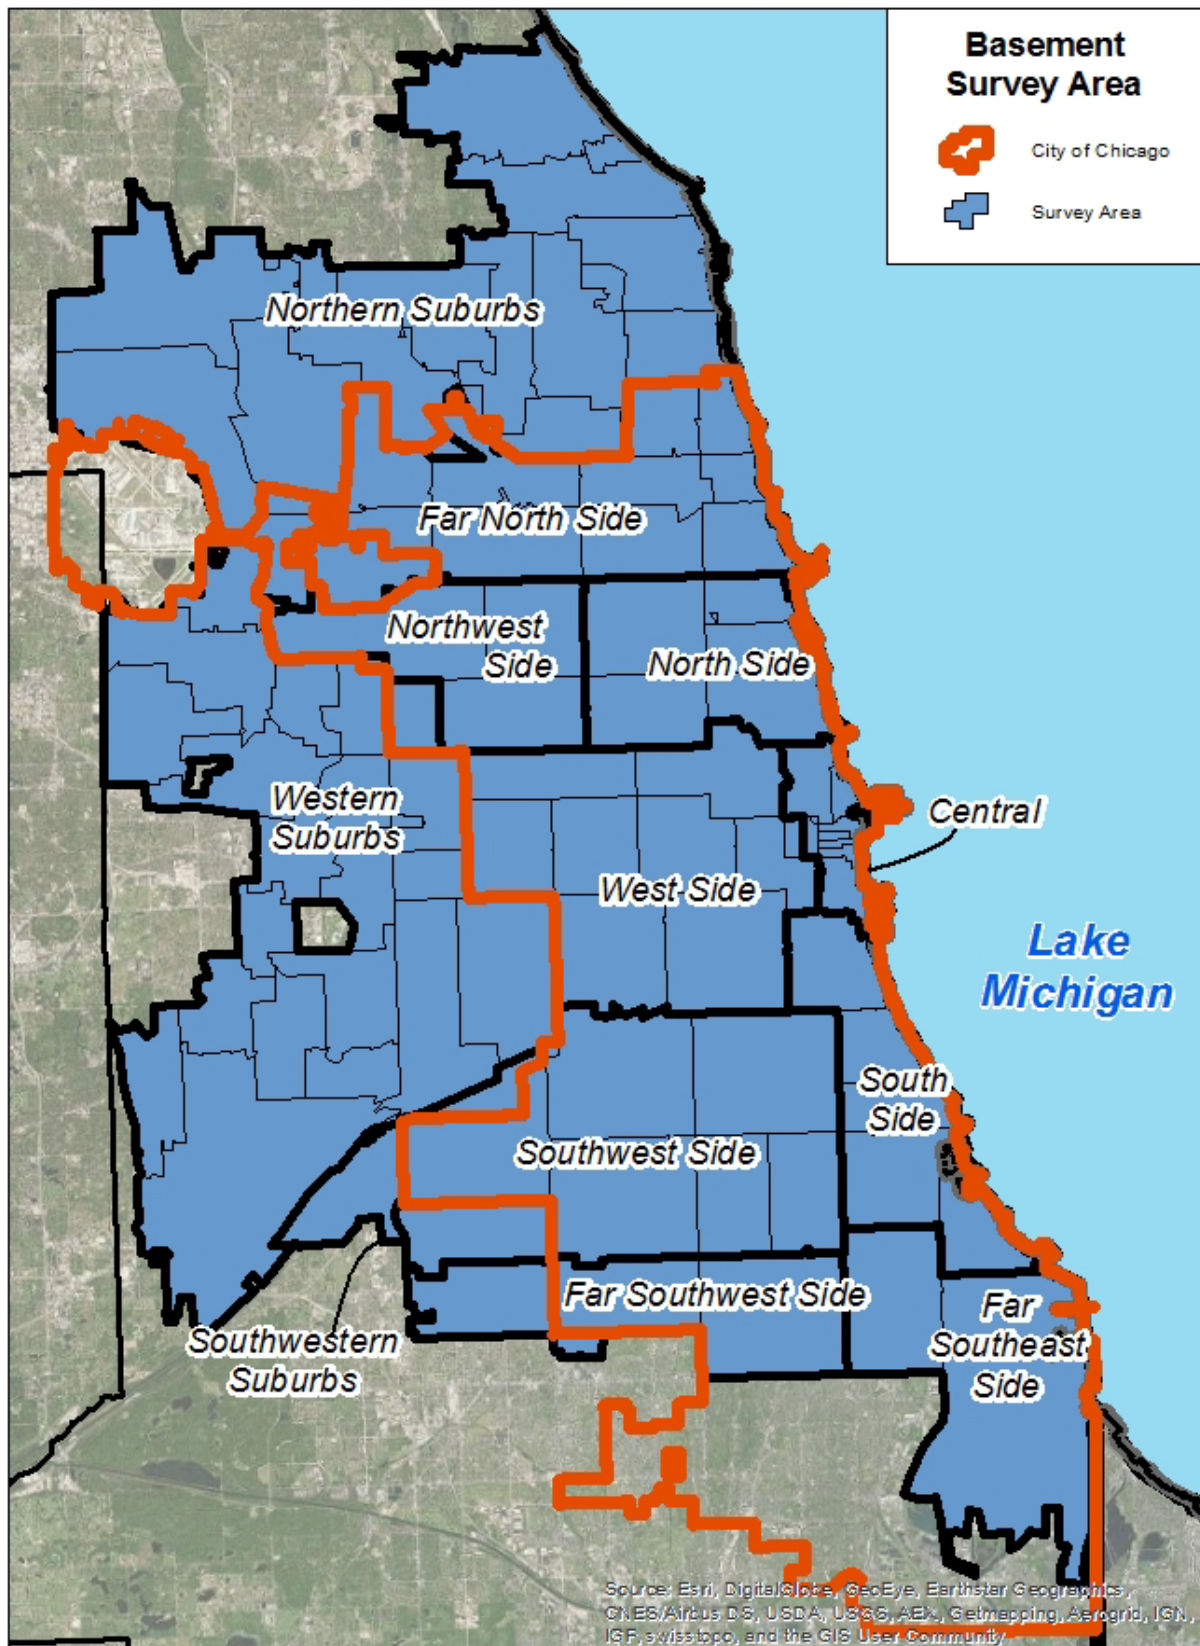 Basement
Survey Area
City of Chicago
Survey Area
Northern Suburbs
Far North Side
Northwest
Side
North Side
Western
Suburbs
Central
West Side
Lake
Michigan
South
Side
Southwest Side
Far Southwest Side
Far
Southeast
Side
Southwestern
Suburbs
Source: Esri, DigitalGlobe, GeoEye, Earthstar Geographics,
CNES/Airbus DS, USDA, USGS, AEX, Getmapping, Aerogrid, IGN,
IGP, swisstopo, and the GIS User Community